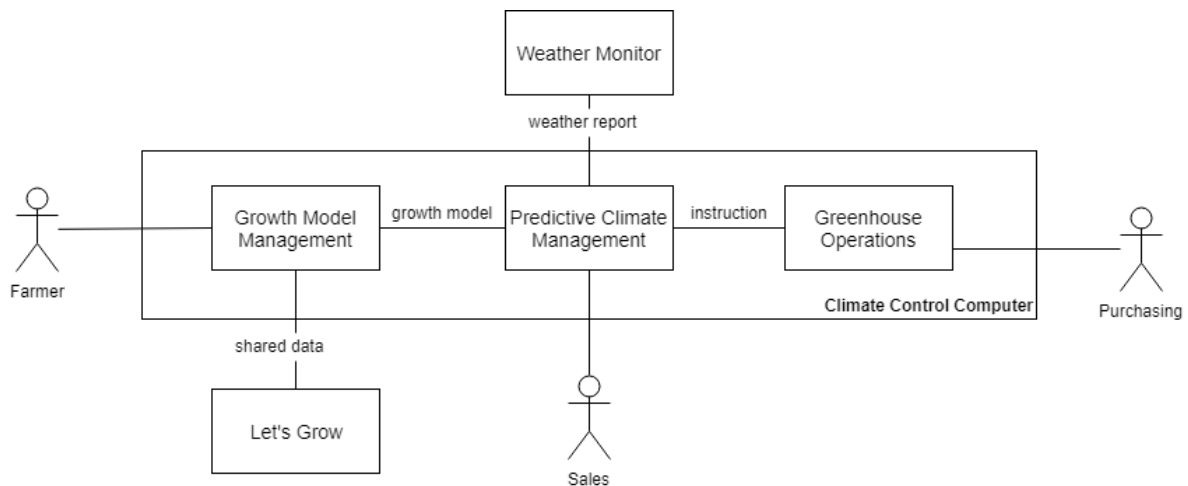 Weather Monitor
weather report
Growth Model
Management
growth model
Predictive Climate
Management
instruction
Greenhouse
Operations
Farmer
Climate Control Computer
Purchasing
shared data
Let's Grow
Sales